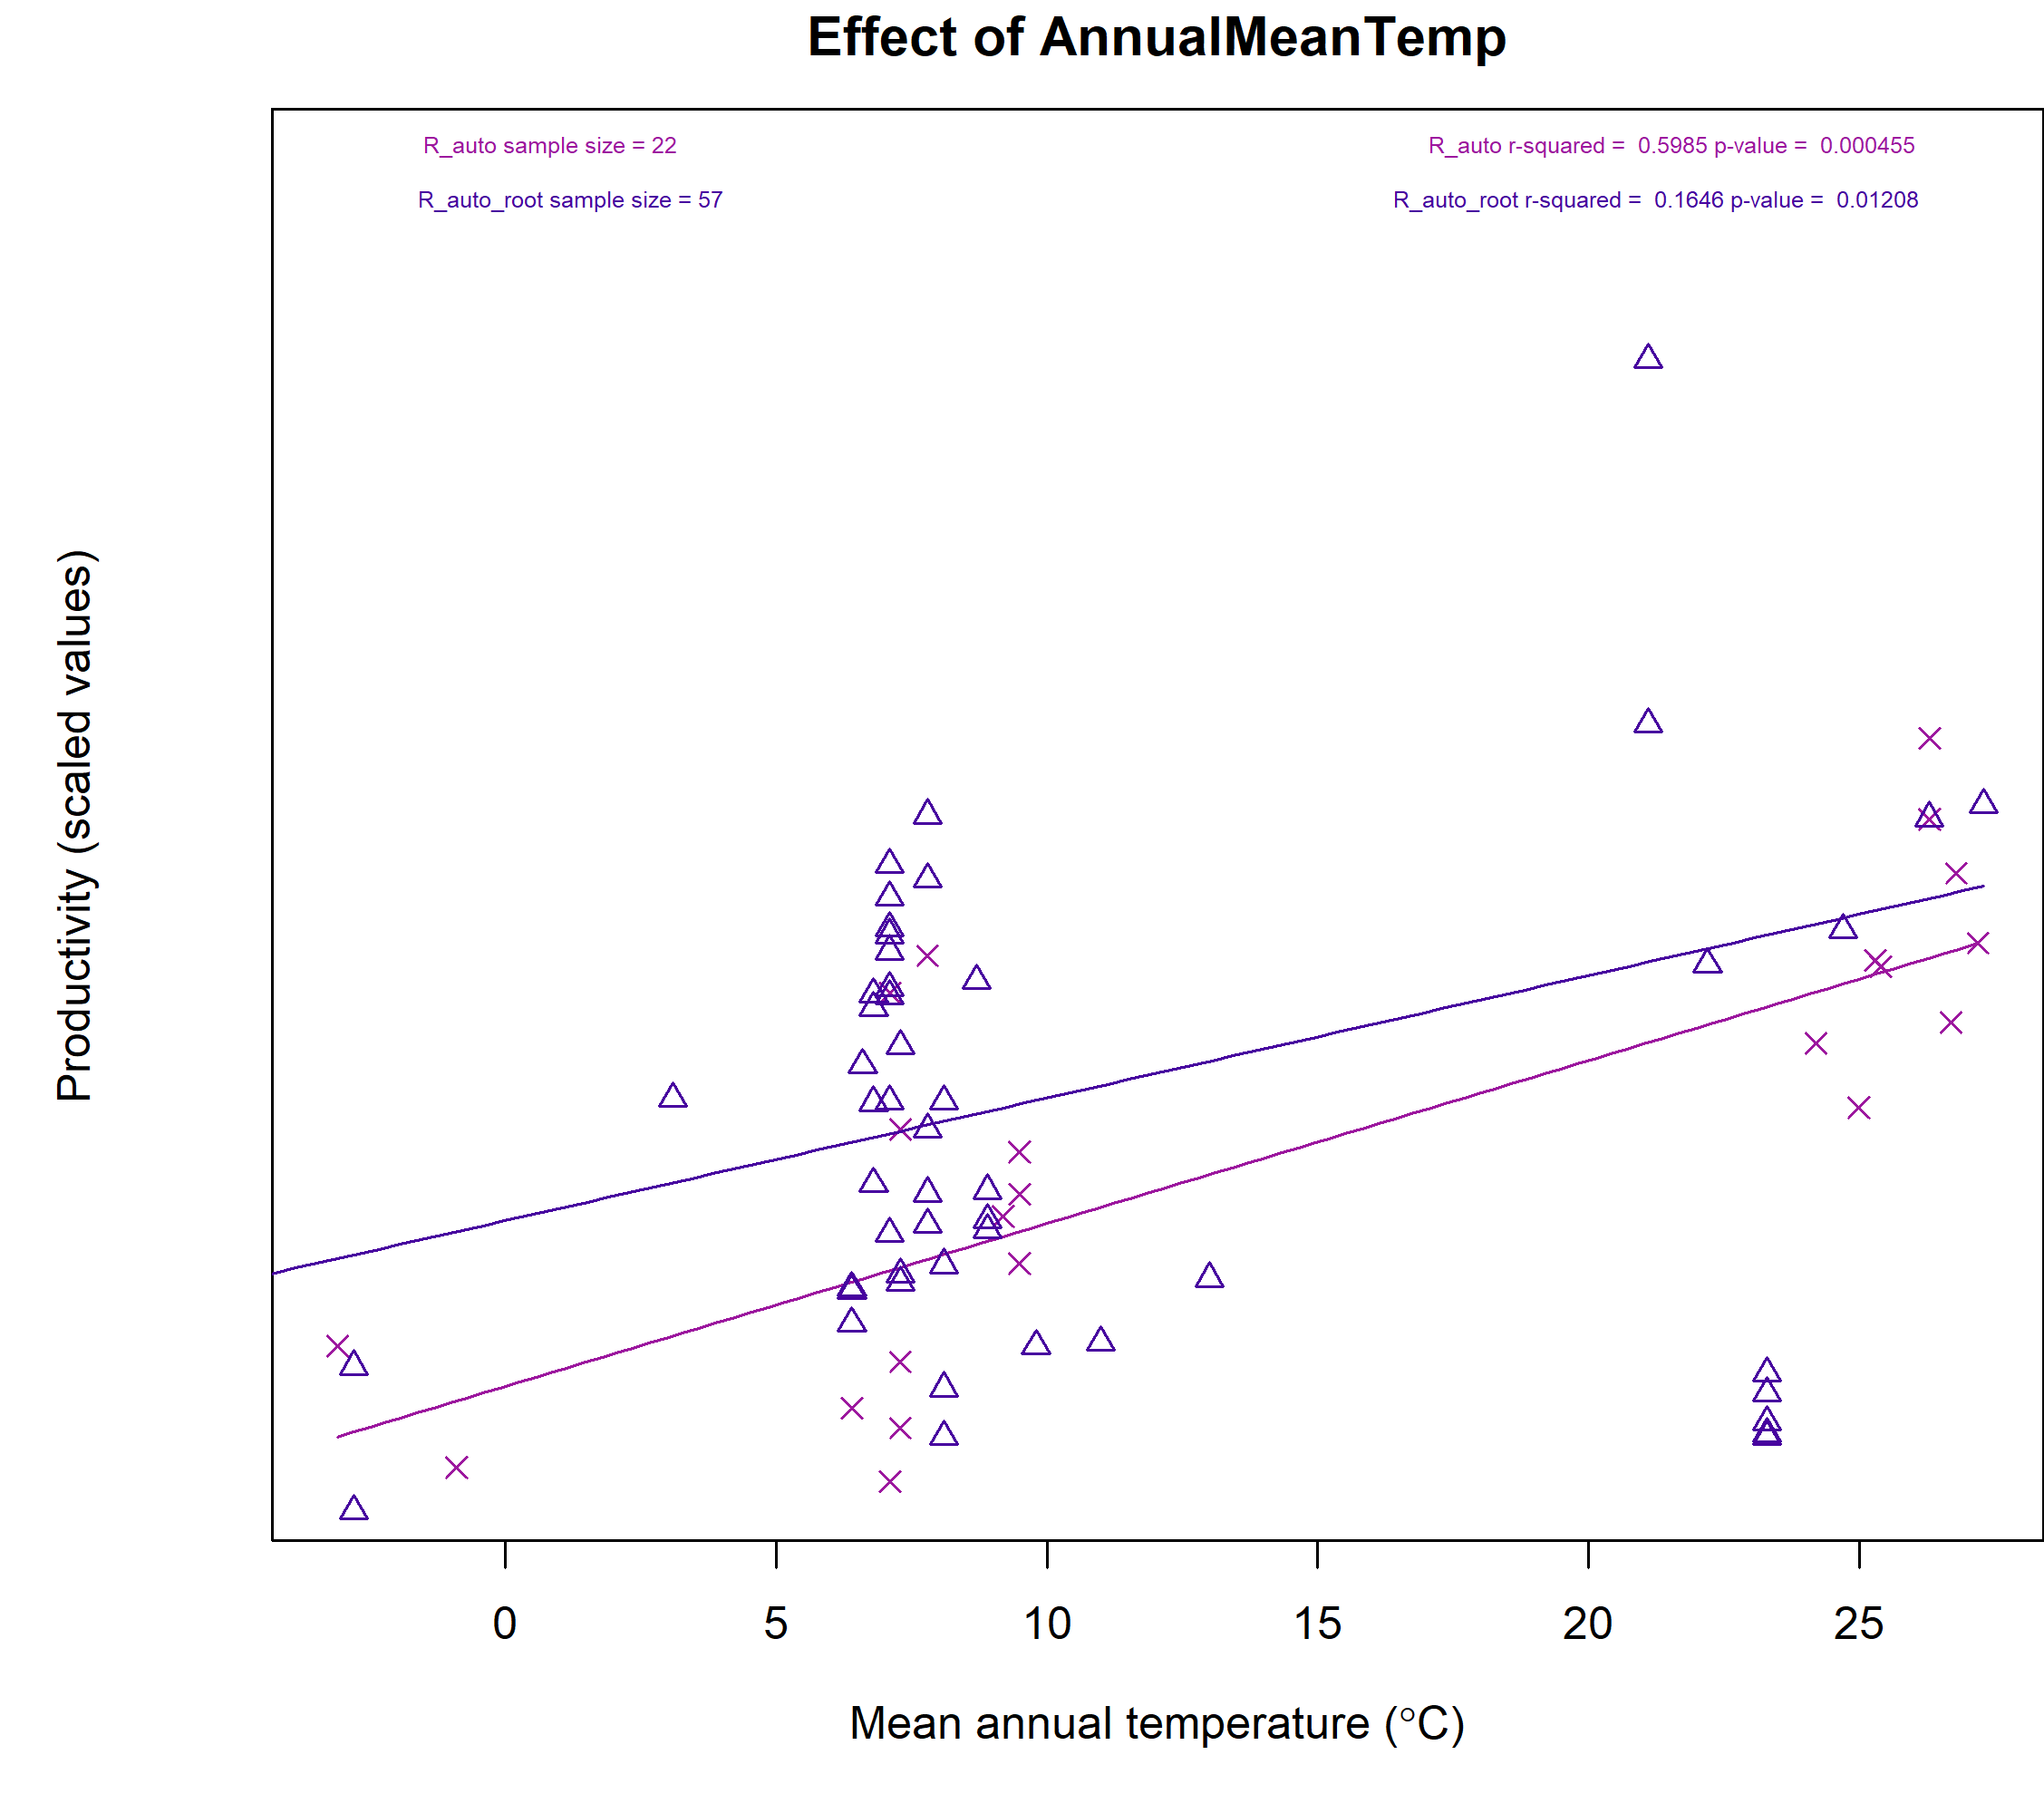 Effect of AnnualMeanTemp
R_auto sample size = 22
R_auto r-squared =  0.5985 p-value =  0.000455
R_auto_root sample size = 57
R_auto_root r-squared =  0.1646 p-value =  0.01208
Productivity (scaled values)
0 5 10 15 20 25
Mean annual temperature (°C)